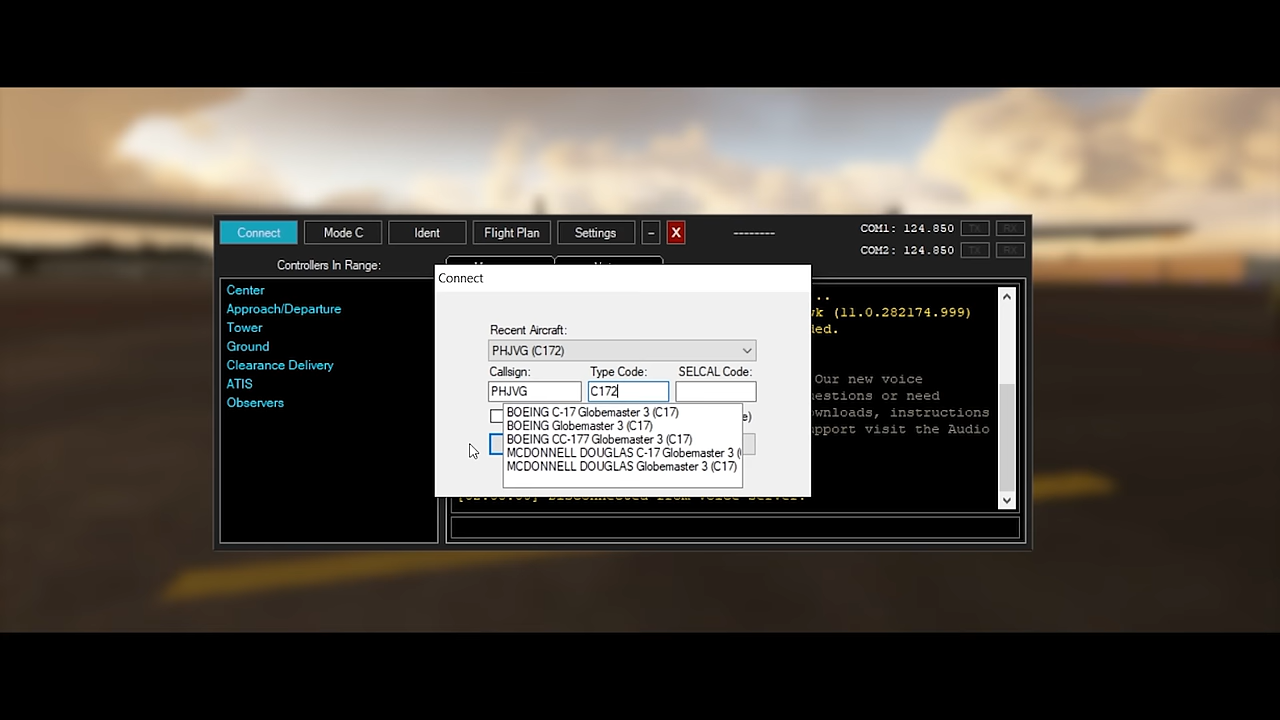 Connect
Mode C
Ident
Flight Plan
Settings
–
X
--------
COM1: 124.850 TX RX
COM2: 124.850 TX RX
Controllers In Range:
Center
Approach/Departure
Tower
Ground
Clearance Delivery
ATIS
Observers
Connect
Recent Aircraft:
PHJVG (C172)
Callsign:
Type Code:
SELCAL Code:
PHJVG
C172
BOEING C-17 Globemaster 3 (C17)
BOEING Globemaster 3 (C17)
BOEING CC-177 Globemaster 3 (C17)
MCDONNELL DOUGLAS C-17 Globemaster 3 (
MCDONNELL DOUGLAS Globemaster 3 (C17)
..
(11.0.282174.999)
Our new voice
or need
instructions
visit the Audio
Disconnected from voice server.